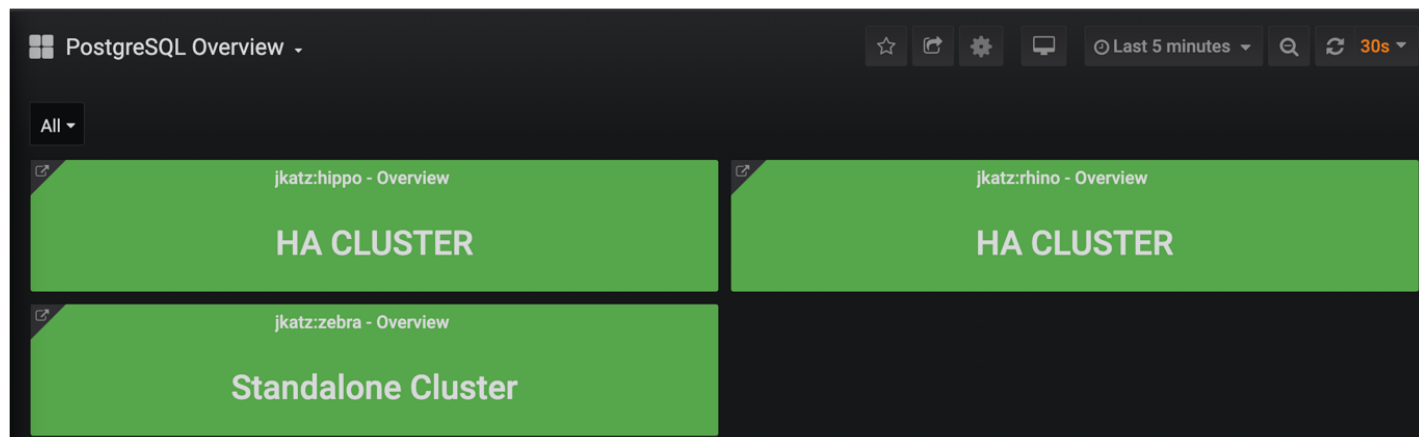 PostgreSQL Overview
Last 5 minutes
30s
All
jkatz:hippo - Overview
HA CLUSTER
jkatz:rhino - Overview
HA CLUSTER
jkatz:zebra - Overview
Standalone Cluster